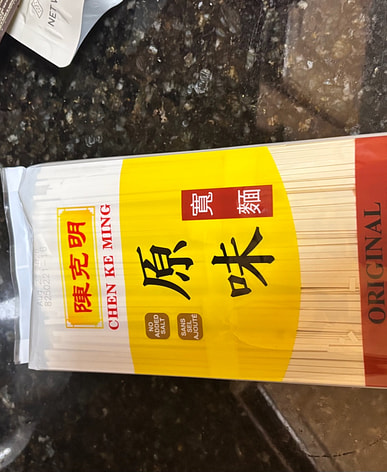 陳克明
CHEN KE MING
原味
寬麵
NO
ADDED
SALT
SANS
SEL
AJOUTÉ
ORIGINAL
NET